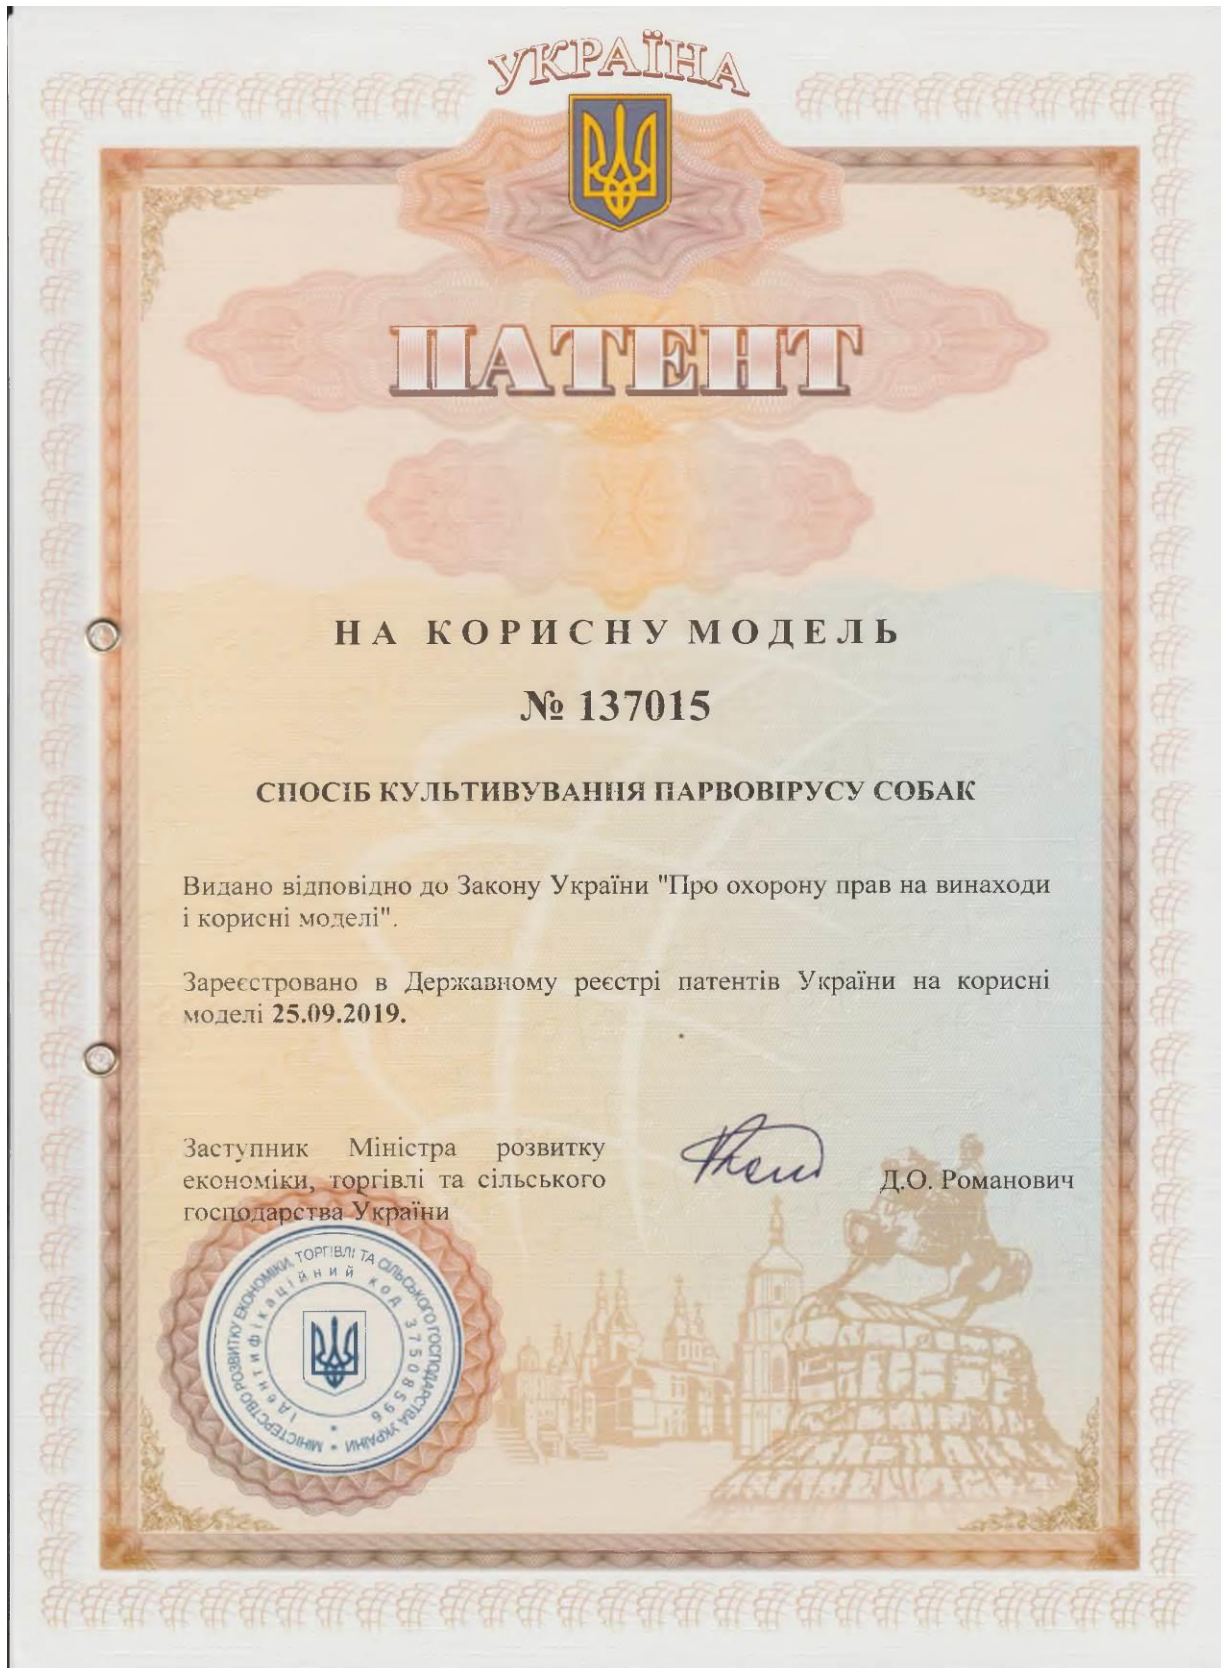 УКРАЇНА
ПАТЕНТ
НА КОРИСНУ МОДЕЛЬ
№ 137015
СПОСІБ КУЛЬТИВУВАННЯ ПАРВОВІРУСУ СОБАК
Видано відповідно до Закону України "Про охорону прав на винаходи
і корисні моделі".
Зареєстровано в Державному реєстрі патентів України на корисні
моделі 25.09.2019.
Заступник Міністра розвитку
економіки, торгівлі та сільського
господарства України
Д.О. Романович
МІНІСТЕРСТВО РОЗВИТКУ ЕКОНОМІКИ, ТОРГІВЛІ ТА СІЛЬСЬКОГО ГОСПОДАРСТВА УКРАЇНИ *
Ідентифікаційний код 37508596 *